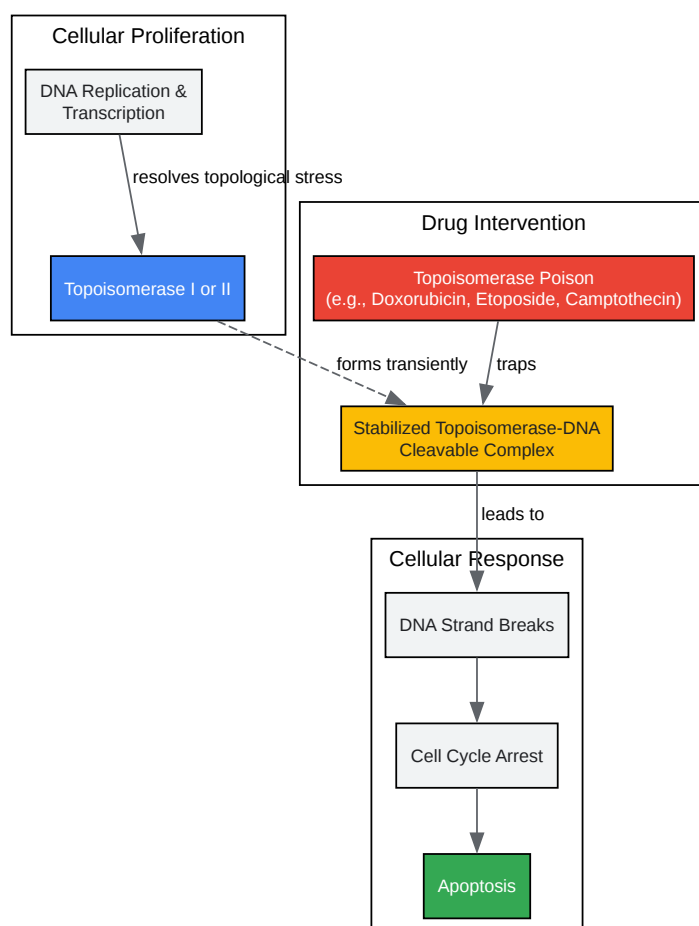 Cellular Proliferation
DNA Replication &
Transcription
resolves topological stress
Topoisomerase I or II
Drug Intervention
Topoisomerase Poison
(e.g., Doxorubicin, Etoposide, Camptothecin)
forms transiently
traps
Stabilized Topoisomerase-DNA
Cleavable Complex
leads to
Cellular Response
DNA Strand Breaks
Cell Cycle Arrest
Apoptosis